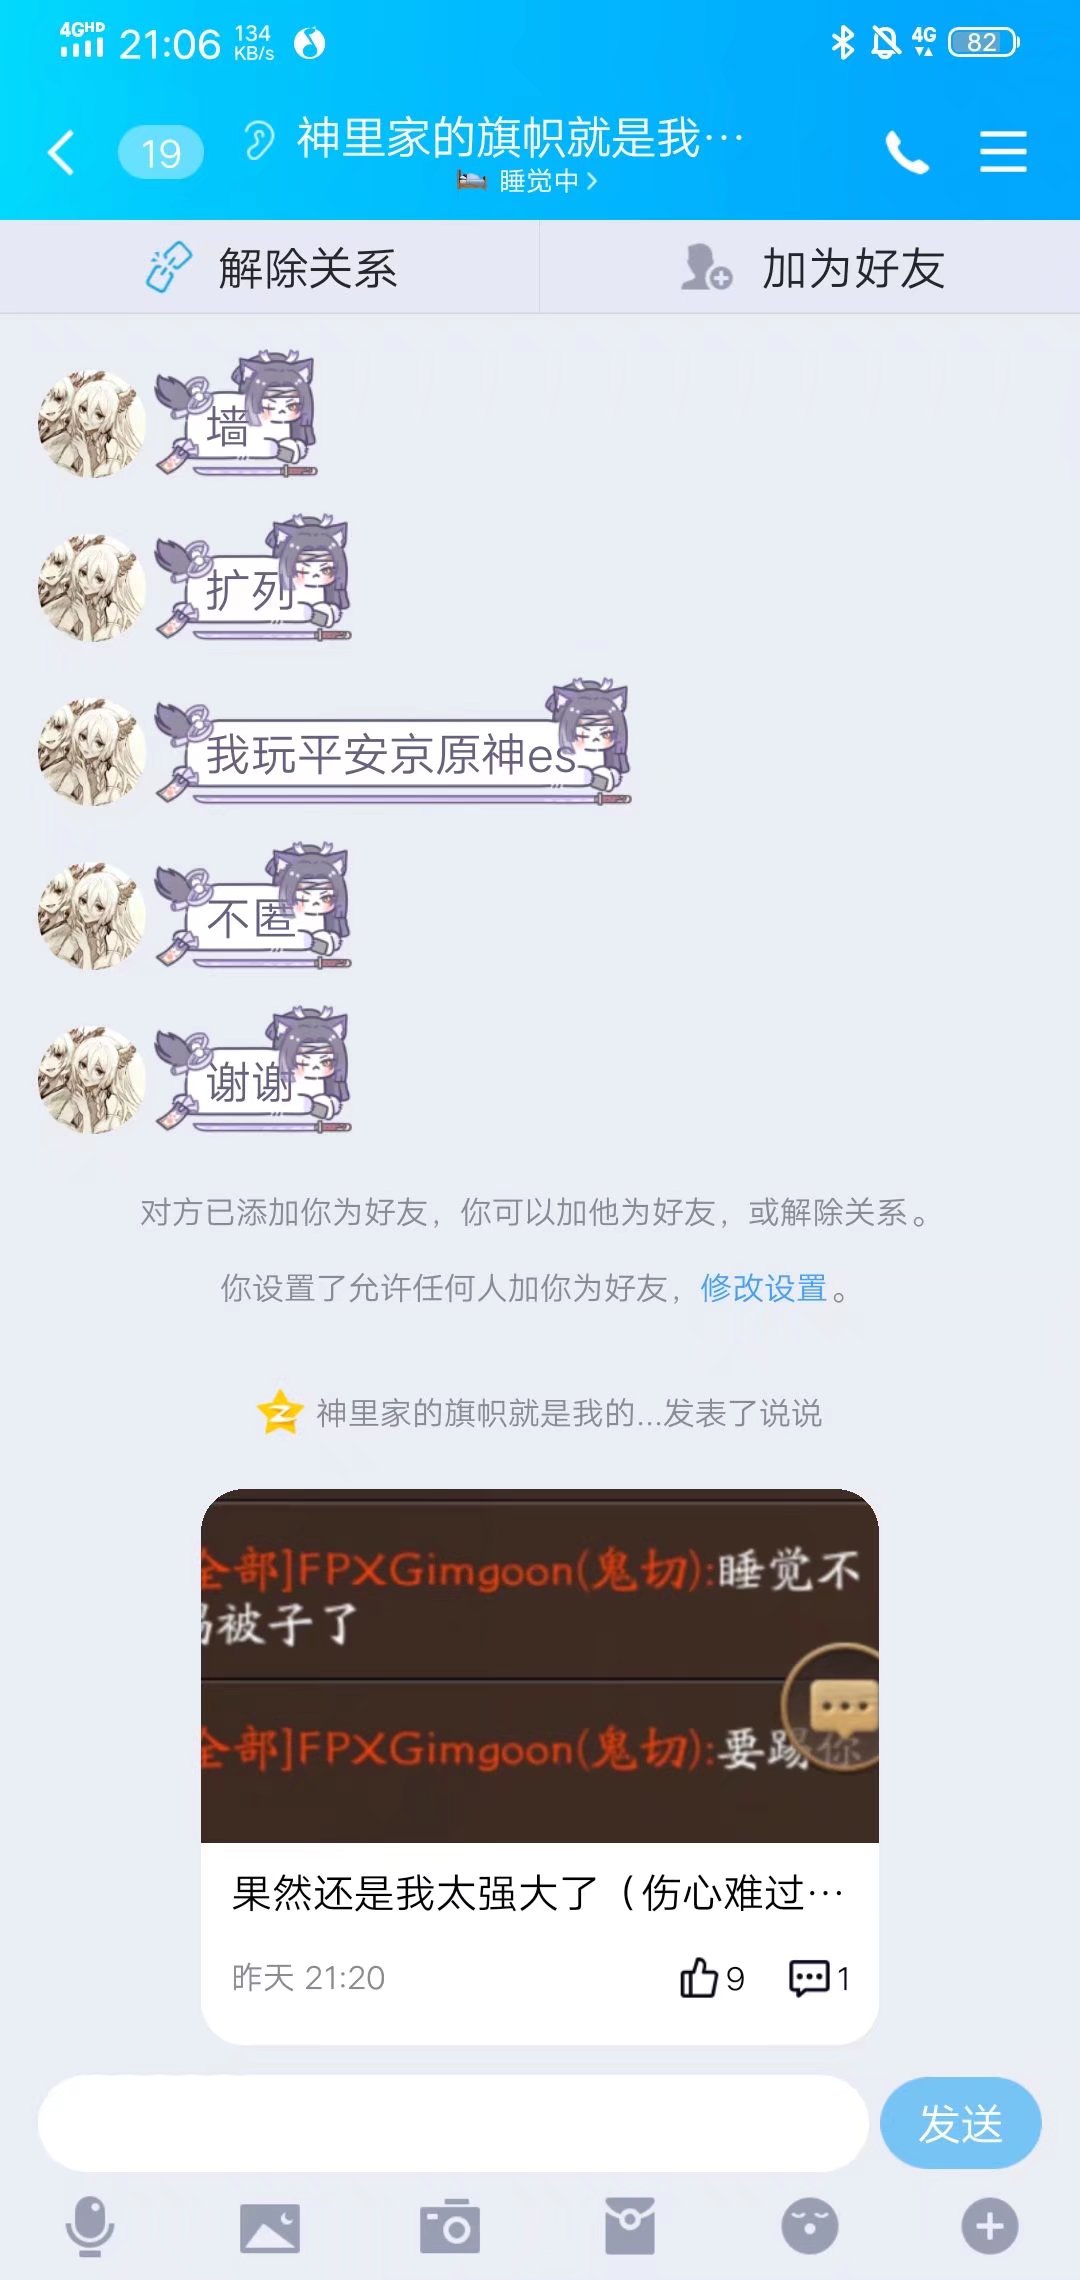 4GHD 21:06 134 KB/s 4G 82
19 神里家的旗帜就是我…
睡觉中
解除关系 加为好友
墙
扩列
我玩平安京原神es
不匿
谢谢
对方已添加你为好友，你可以加他为好友，或解除关系。
你设置了允许任何人加你为好友，修改设置。
神里家的旗帜就是我的...发表了说说
全部]FPXGimgoon(鬼切):睡觉不
被子了
全部]FPXGimgoon(鬼切):要踢你
果然还是我太强大了（伤心难过…
昨天 21:20 9 1
发送